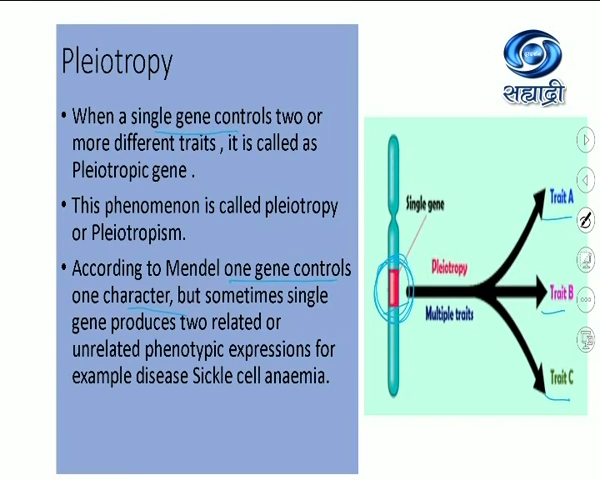 Pleiotropy
• When a single gene controls two or
more different traits , it is called as
Pleiotropic gene .
• This phenomenon is called pleiotropy
or Pleiotropism.
• According to Mendel one gene controls
one character, but sometimes single
gene produces two related or
unrelated phenotypic expressions for
example disease Sickle cell anaemia.
सह्याद्री
Single gene
Pleiotropy
Multiple traits
Trait A
Trait B
Trait C